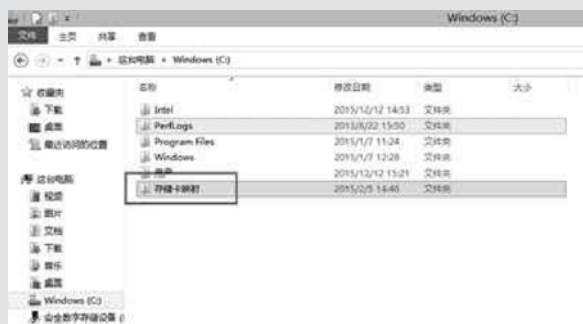 Windows (C:)
文件 主页 共享 查看
这台电脑 Windows (C:)
名称 修改日期 类型 大小
收藏夹
下载
桌面
最近访问的位置
这台电脑
视频
图片
文档
下载
音乐
桌面
Windows (C:)
安全数字存储设备 (
Intel 2015/12/12 14:53 文件夹
PerfLogs 2013/8/22 15:50 文件夹
Program Files 2015/1/7 11:24 文件夹
Windows 2015/1/7 12:28 文件夹
用户 2015/12/12 15:21 文件夹
存储卡映射 2015/2/5 14:46 文件夹